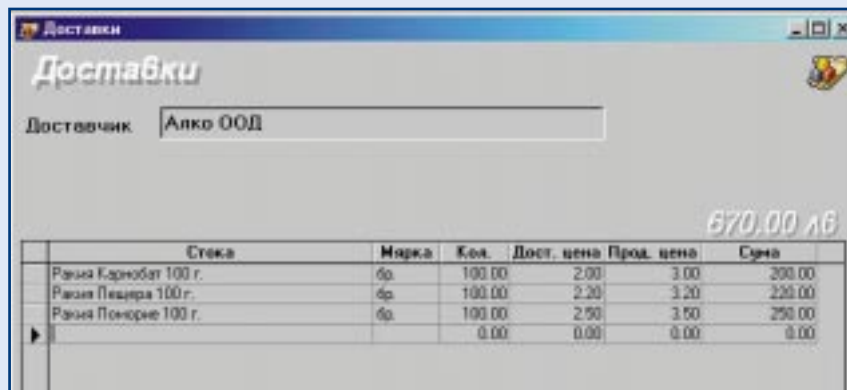 Доставки
Доставки
Доставчик Алко ООД
670.00 лв
Стока Мярка Кол. Дост. цена Прод. цена Сума
Ракия Карнобат 100 г. бр. 100.00 2.00 3.00 200.00
Ракия Пещера 100 г. бр. 100.00 2.20 3.20 220.00
Ракия Поморие 100 г. бр. 100.00 2.50 3.50 250.00
0.00 0.00 0.00 0.00